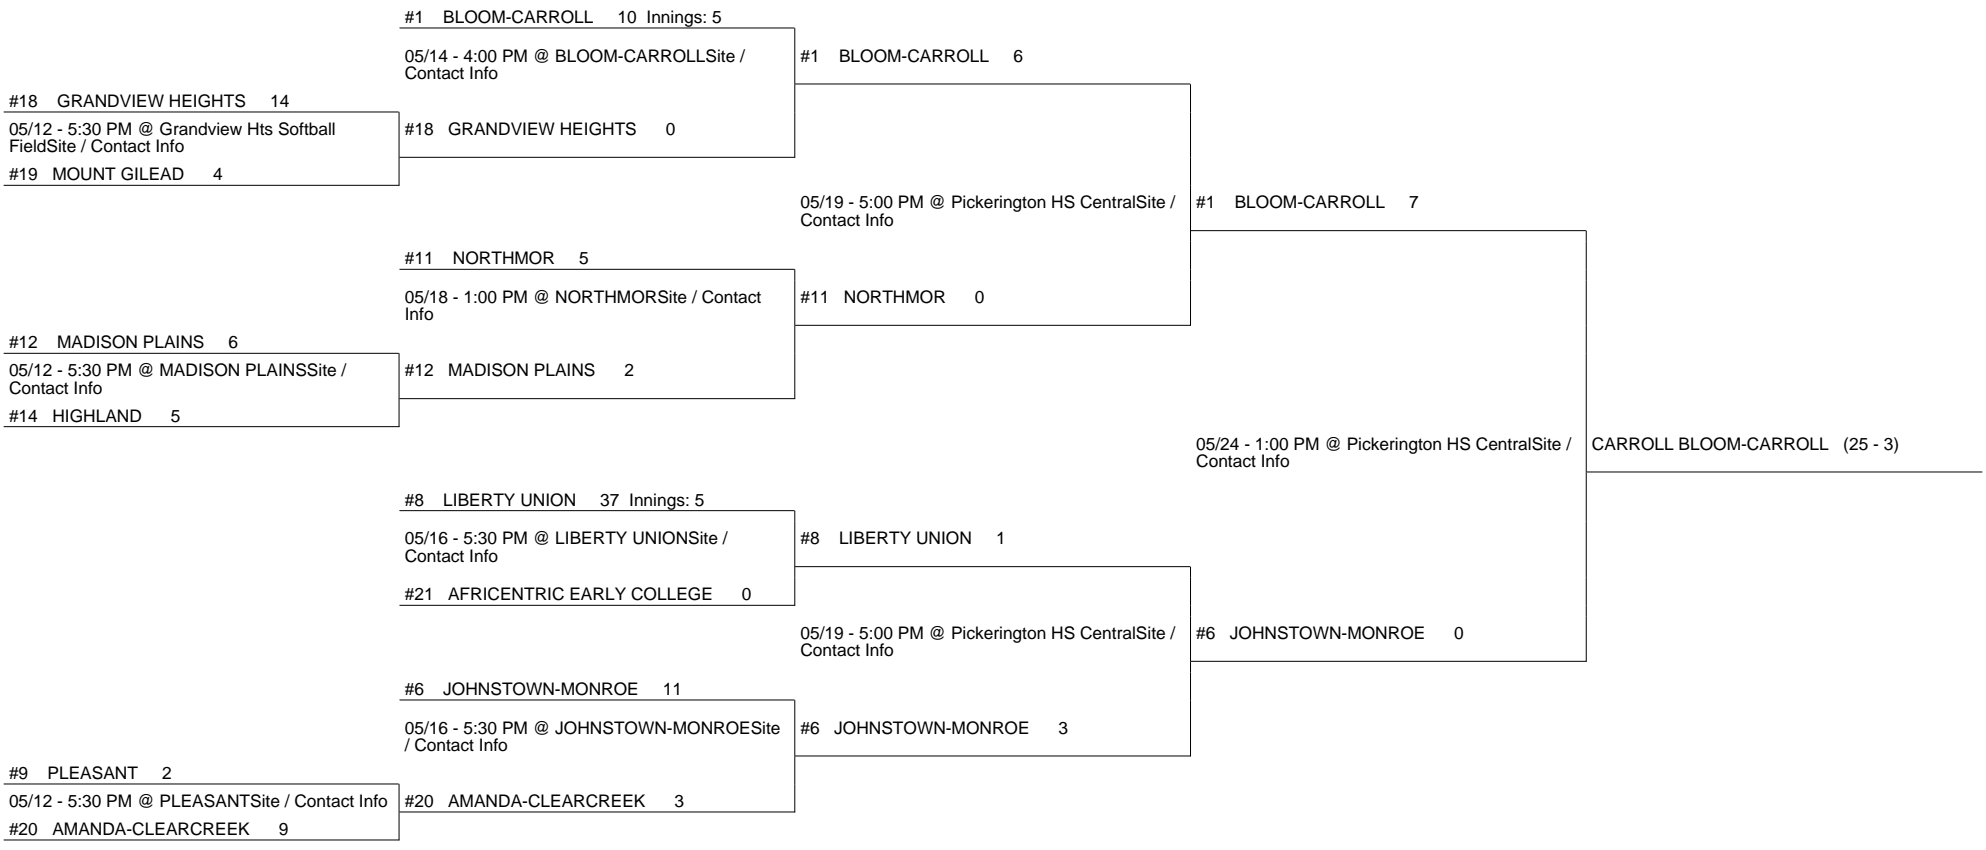 #1 BLOOM-CARROLL 10 Innings: 5
05/14 - 4:00 PM @ BLOOM-CARROLLSite /
Contact Info
#1 BLOOM-CARROLL 6
#18 GRANDVIEW HEIGHTS 14
05/12 - 5:30 PM @ Grandview Hts Softball
FieldSite / Contact Info
#19 MOUNT GILEAD 4
#18 GRANDVIEW HEIGHTS 0
05/19 - 5:00 PM @ Pickerington HS CentralSite /
Contact Info
#1 BLOOM-CARROLL 7
#11 NORTHMOR 5
05/18 - 1:00 PM @ NORTHMORSite / Contact
Info
#11 NORTHMOR 0
#12 MADISON PLAINS 6
05/12 - 5:30 PM @ MADISON PLAINSSite /
Contact Info
#14 HIGHLAND 5
#12 MADISON PLAINS 2
05/24 - 1:00 PM @ Pickerington HS CentralSite /
Contact Info
CARROLL BLOOM-CARROLL (25 - 3)
#8 LIBERTY UNION 37 Innings: 5
05/16 - 5:30 PM @ LIBERTY UNIONSite /
Contact Info
#8 LIBERTY UNION 1
#21 AFRICENTRIC EARLY COLLEGE 0
05/19 - 5:00 PM @ Pickerington HS CentralSite /
Contact Info
#6 JOHNSTOWN-MONROE 0
#6 JOHNSTOWN-MONROE 11
05/16 - 5:30 PM @ JOHNSTOWN-MONROESite
/ Contact Info
#6 JOHNSTOWN-MONROE 3
#9 PLEASANT 2
05/12 - 5:30 PM @ PLEASANTSite / Contact Info
#20 AMANDA-CLEARCREEK 9
#20 AMANDA-CLEARCREEK 3